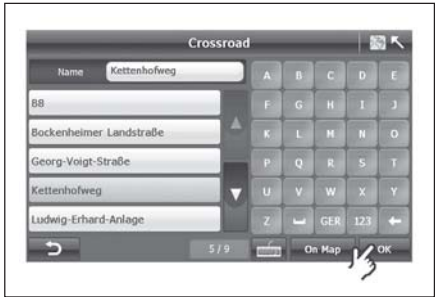 Crossroad
Name Kettenhofweg
B8
Bockenheimer Landstraße
Georg-Voigt-Straße
Kettenhofweg
Ludwig-Erhard-Anlage
A B C D E
F G H I J
K L M N O
P Q R S T
U V W X Y
Z GER 123
5/9
On Map OK